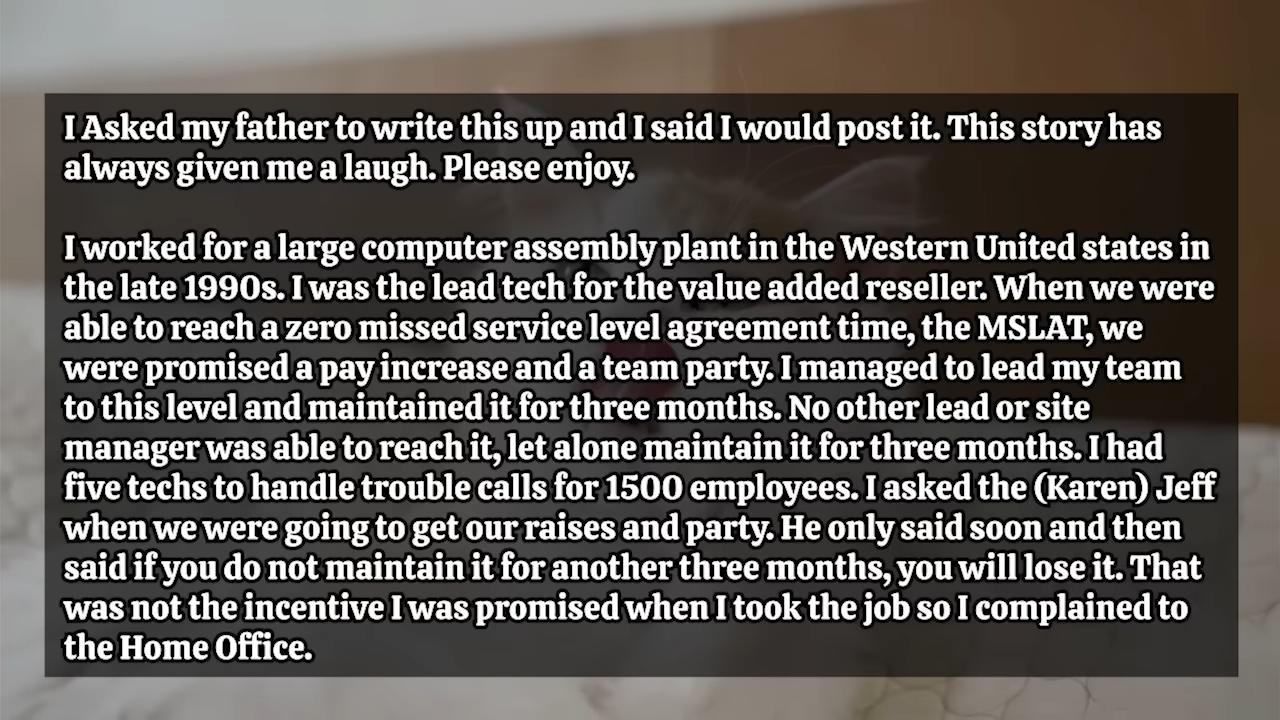 I Asked my father to write this up and I said I would post it. This story has
always given me a laugh. Please enjoy.
I worked for a large computer assembly plant in the Western United states in
the late 1990s. I was the lead tech for the value added reseller. When we were
able to reach a zero missed service level agreement time, the MSLAT, we
were promised a pay increase and a team party. I managed to lead my team
to this level and maintained it for three months. No other lead or site
manager was able to reach it, let alone maintain it for three months. I had
five techs to handle trouble calls for 1500 employees. I asked the (Karen) Jeff
when we were going to get our raises and party. He only said soon and then
said if you do not maintain it for another three months, you will lose it. That
was not the incentive I was promised when I took the job so I complained to
the Home Office.